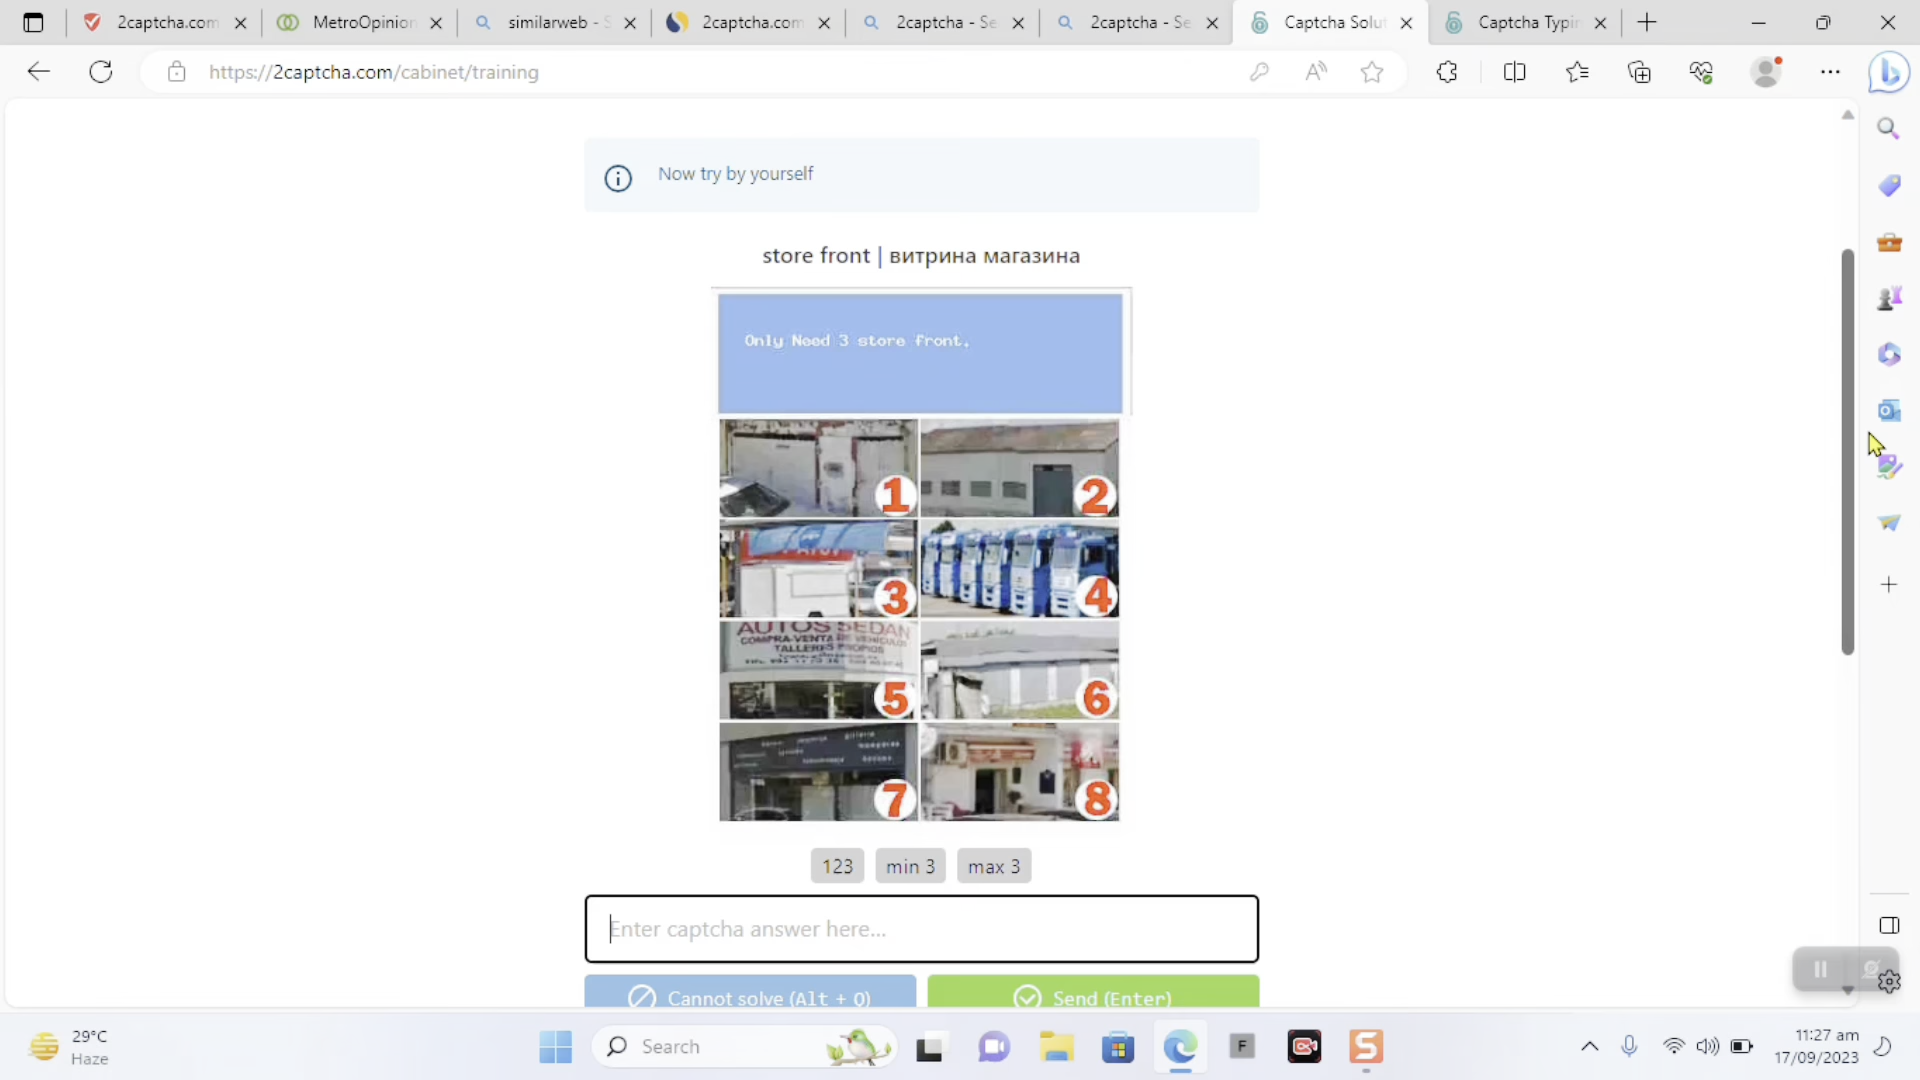 2captcha.com
MetroOpinion
similarweb - S
2captcha.com
2captcha - Se
2captcha - Se
Captcha Solu
Captcha Typin
https://2captcha.com/cabinet/training
Now try by yourself
store front | витрина магазина
Only Need 3 store front.
1
2
3
4
AUTOS SEDAN
COMPRA-VENTA DE VEHICULOS
TALLERES PROPIOS
5
6
7
8
123
min 3
max 3
Enter captcha answer here...
Cannot solve (Alt + Q)
Send (Enter)
29°C
Haze
Search
F
S
11:27 am
17/09/2023